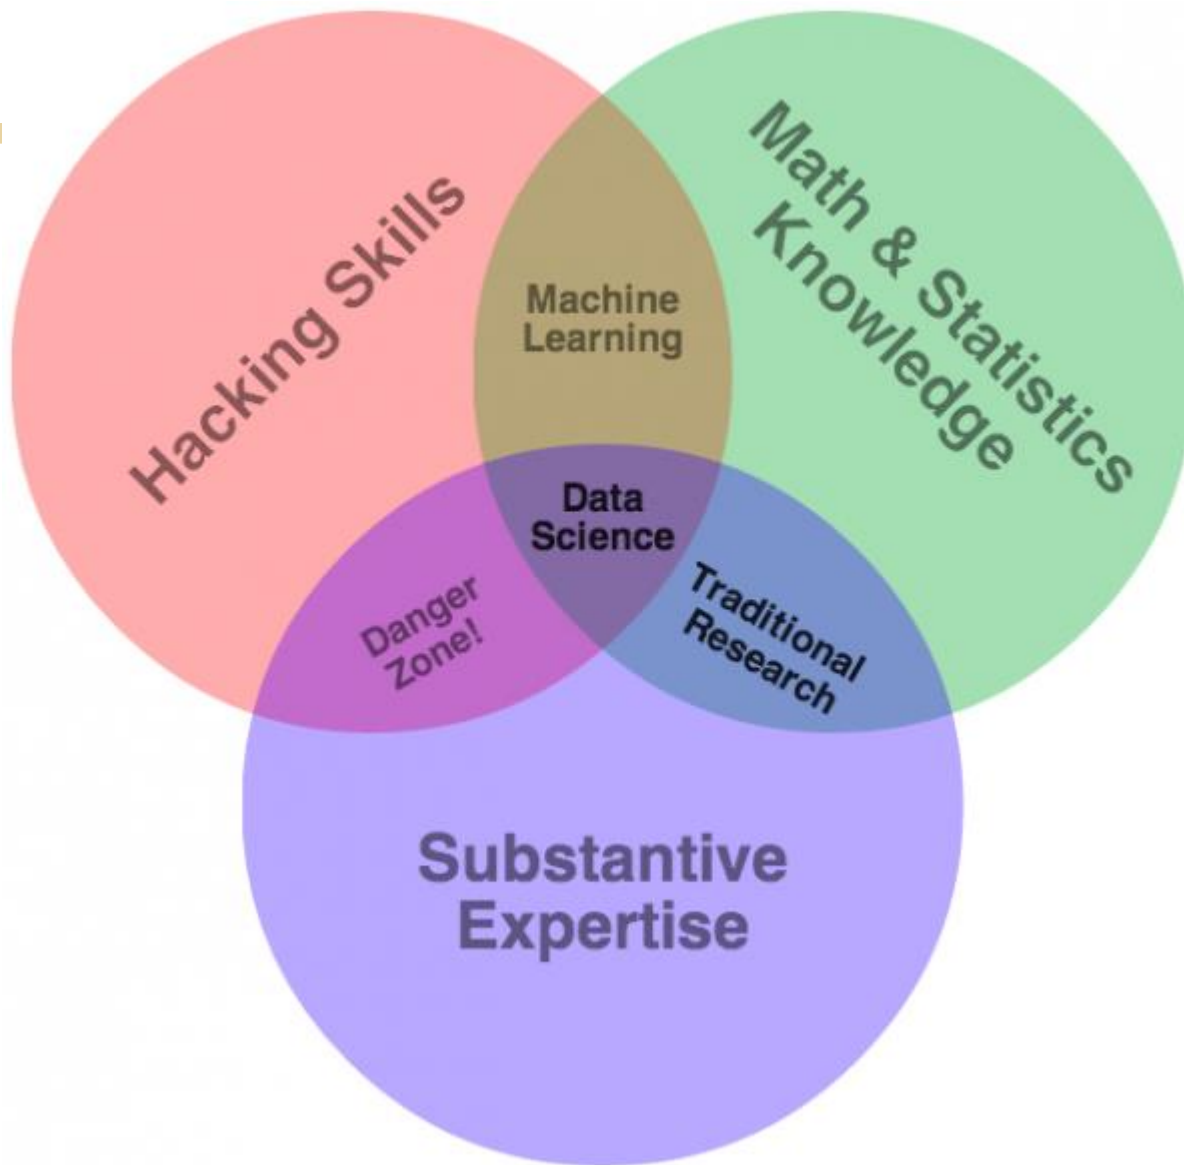 Hacking Skills
Math & Statistics
Knowledge
Machine
Learning
Data
Science
Danger
Zone!
Traditional
Research
Substantive
Expertise